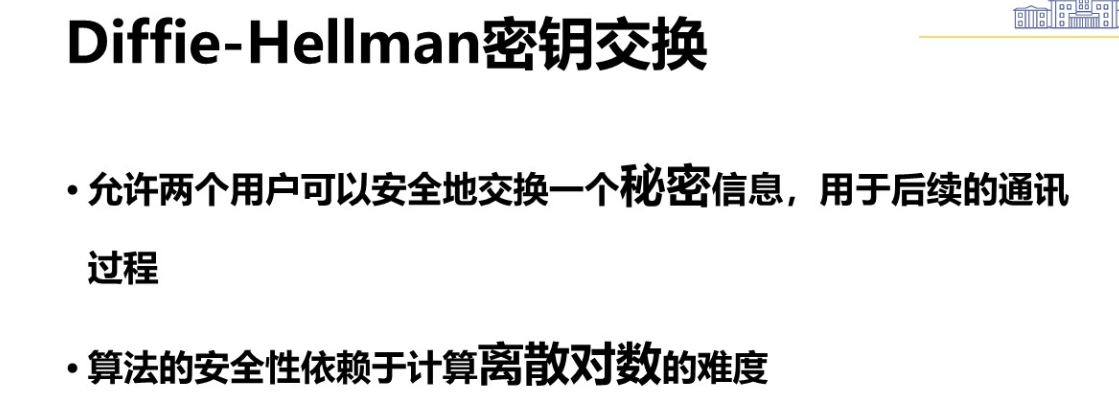 Diffie-Hellman密钥交换
• 允许两个用户可以安全地交换一个秘密信息，用于后续的通讯
过程
• 算法的安全性依赖于计算离散对数的难度